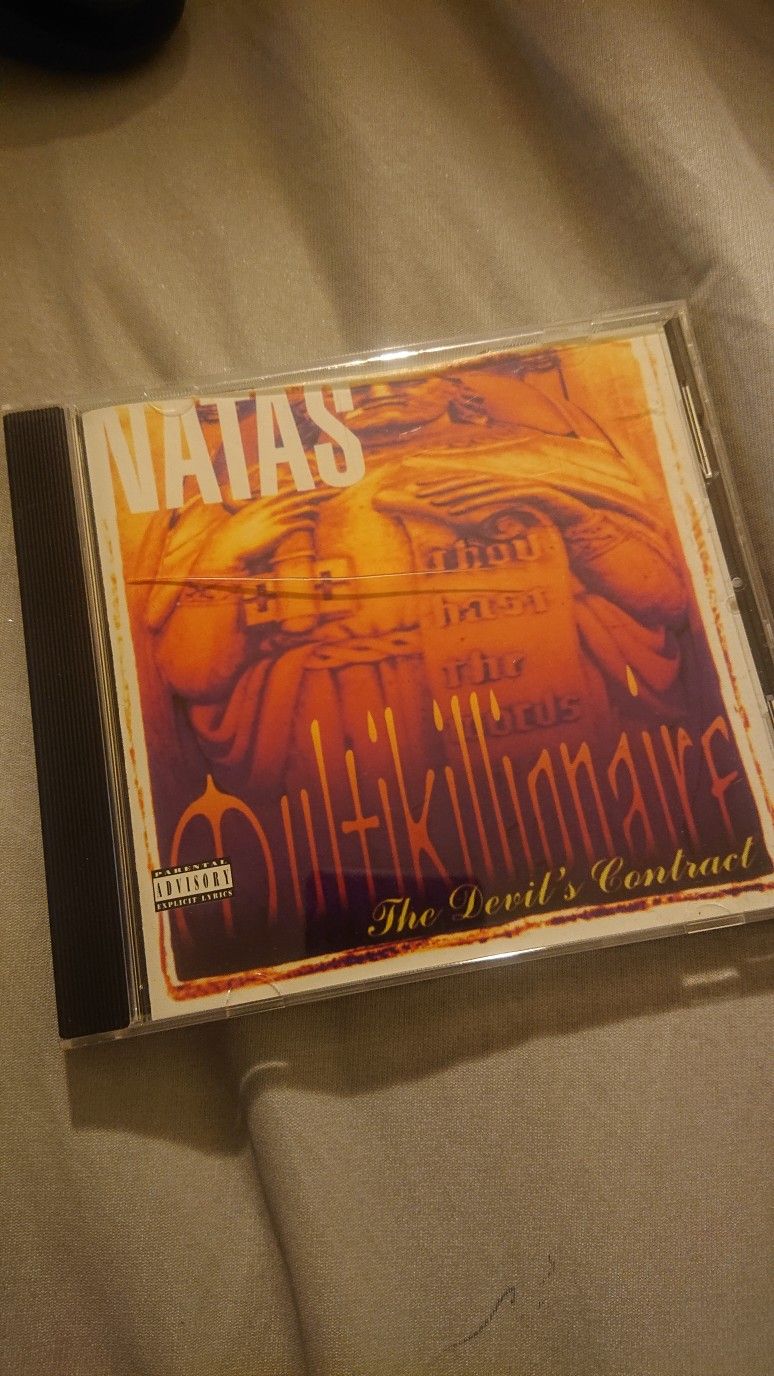 NATAS
thou
hast
the
Multikillionaire
PARENTAL
ADVISORY
EXPLICIT LYRICS
The Devil's Contract